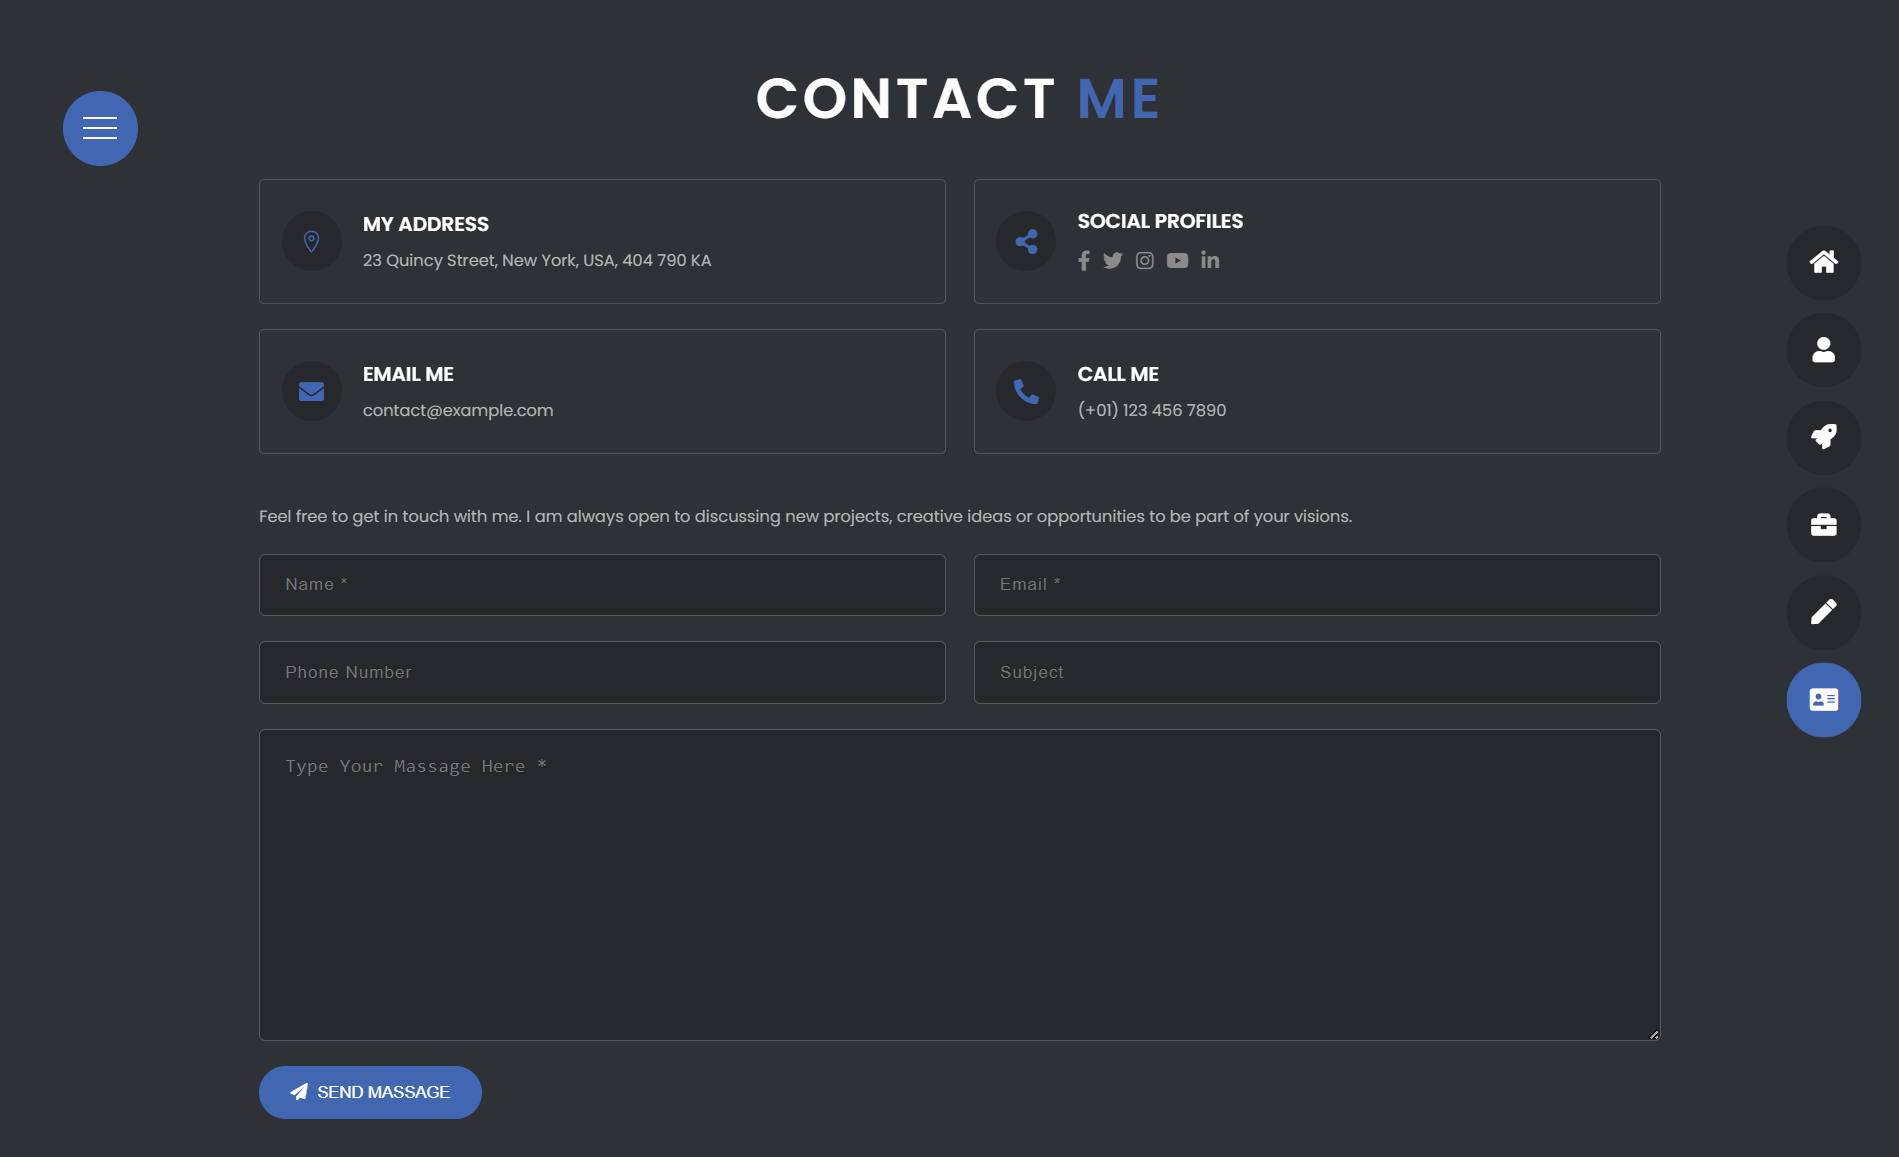 CONTACT ME
MY ADDRESS
23 Quincy Street, New York, USA, 404 790 KA
SOCIAL PROFILES
EMAIL ME
contact@example.com
CALL ME
(+01) 123 456 7890
Feel free to get in touch with me. I am always open to discussing new projects, creative ideas or opportunities to be part of your visions.
Name *
Email *
Phone Number
Subject
Type Your Massage Here *
SEND MASSAGE